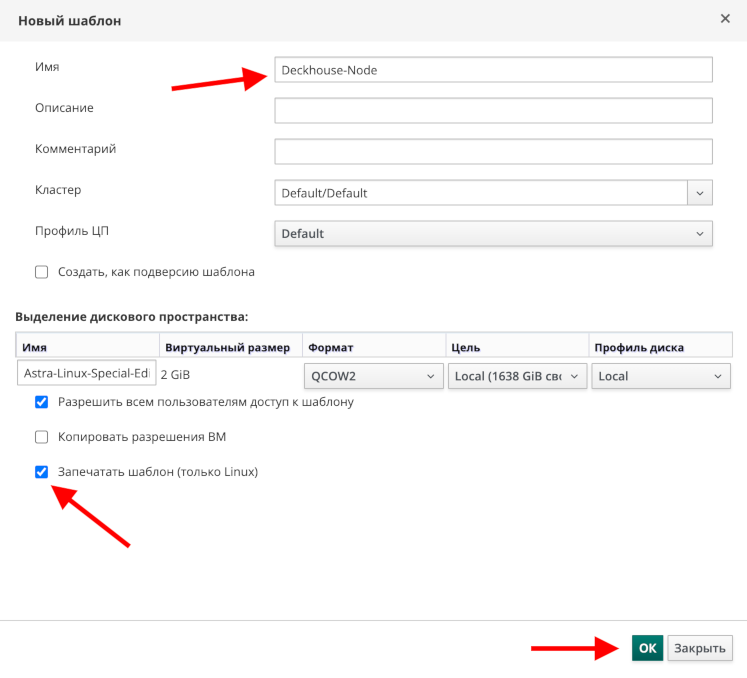 Новый шаблон
Имя
Deckhouse-Node
Описание
Комментарий
Кластер
Default/Default
Профиль ЦП
Default
Создать, как подверсию шаблона
Выделение дискового пространства:
Имя Виртуальный размер Формат Цель Профиль диска
Astra-Linux-Special-Edi 2 GiB QCOW2 Local (1638 GiB сво Local
Разрешить всем пользователям доступ к шаблону
Копировать разрешения ВМ
Запечатать шаблон (только Linux)
ОК Закрыть